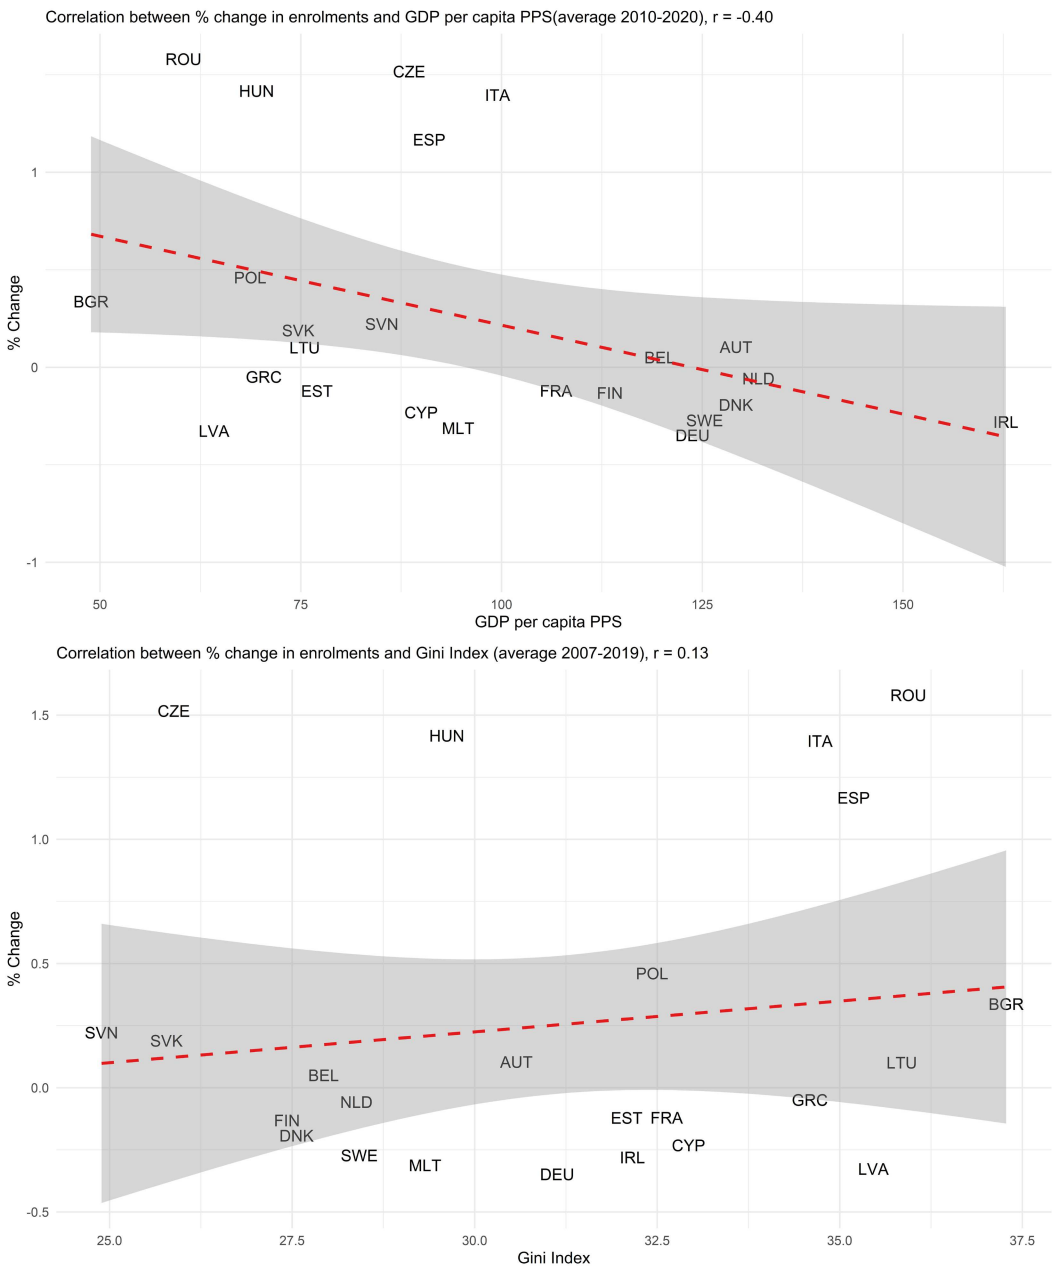 Correlation between % change in enrolments and GDP per capita PPS(average 2010-2020), r = -0.40
ROU
CZE
HUN
ITA
ESP
1
% Change
POL
BGR
SVN
SVK
LTU
AUT
BEL
0
GRC
NLD
EST
FRA
FIN
DNK
CYP
SWE
IRL
MLT
LVA
DEU
-1
50 75 100 125 150
GDP per capita PPS
Correlation between % change in enrolments and Gini Index (average 2007-2019), r = 0.13
ROU
CZE
1.5
HUN
ITA
ESP
1.0
% Change
0.5
POL
BGR
SVN
SVK
AUT
LTU
BEL
0.0
NLD
GRC
FIN
EST FRA
DNK
CYP
SWE
IRL
MLT
LVA
DEU
-0.5
25.0 27.5 30.0 32.5 35.0 37.5
Gini Index